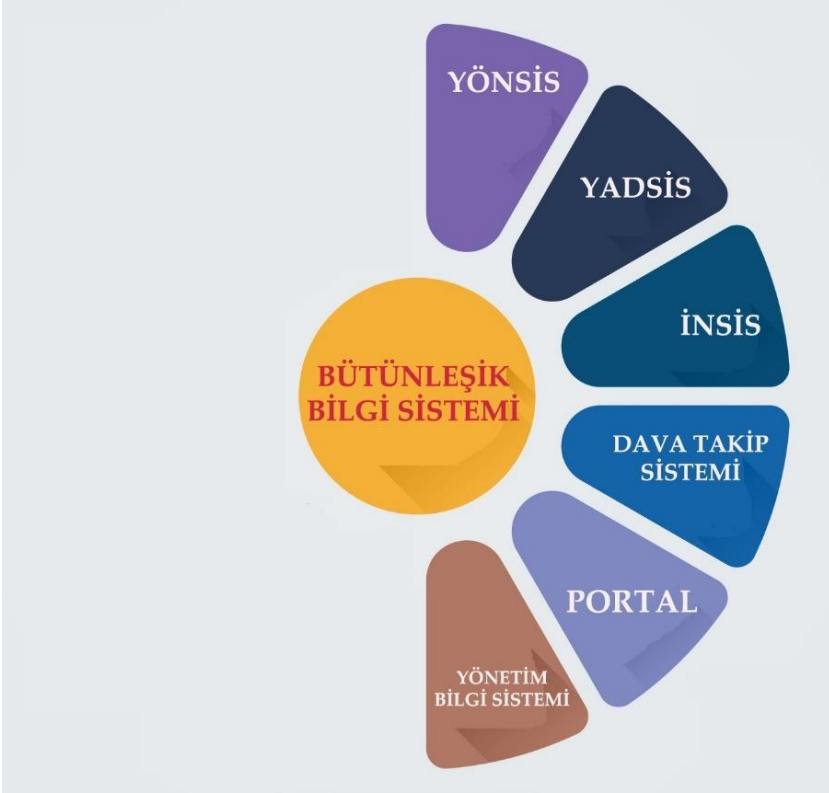 YÖNSİS
YADSİS
İNSİS
BÜTÜNLEŞİK
BİLGİ SİSTEMİ
DAVA TAKİP
SİSTEMİ
PORTAL
YÖNETİM
BİLGİ SİSTEMİ